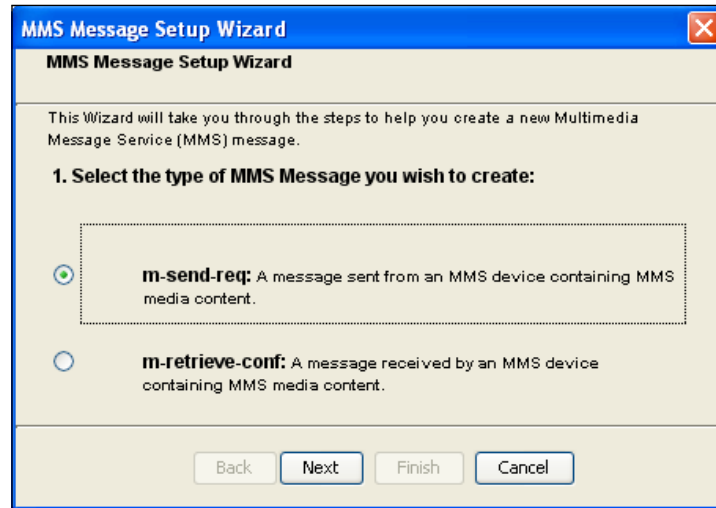 MMS Message Setup Wizard
MMS Message Setup Wizard
This Wizard will take you through the steps to help you create a new Multimedia
Message Service (MMS) message.
1. Select the type of MMS Message you wish to create:
m-send-req: A message sent from an MMS device containing MMS
media content.
m-retrieve-conf: A message received by an MMS device
containing MMS media content.
Back Next Finish Cancel